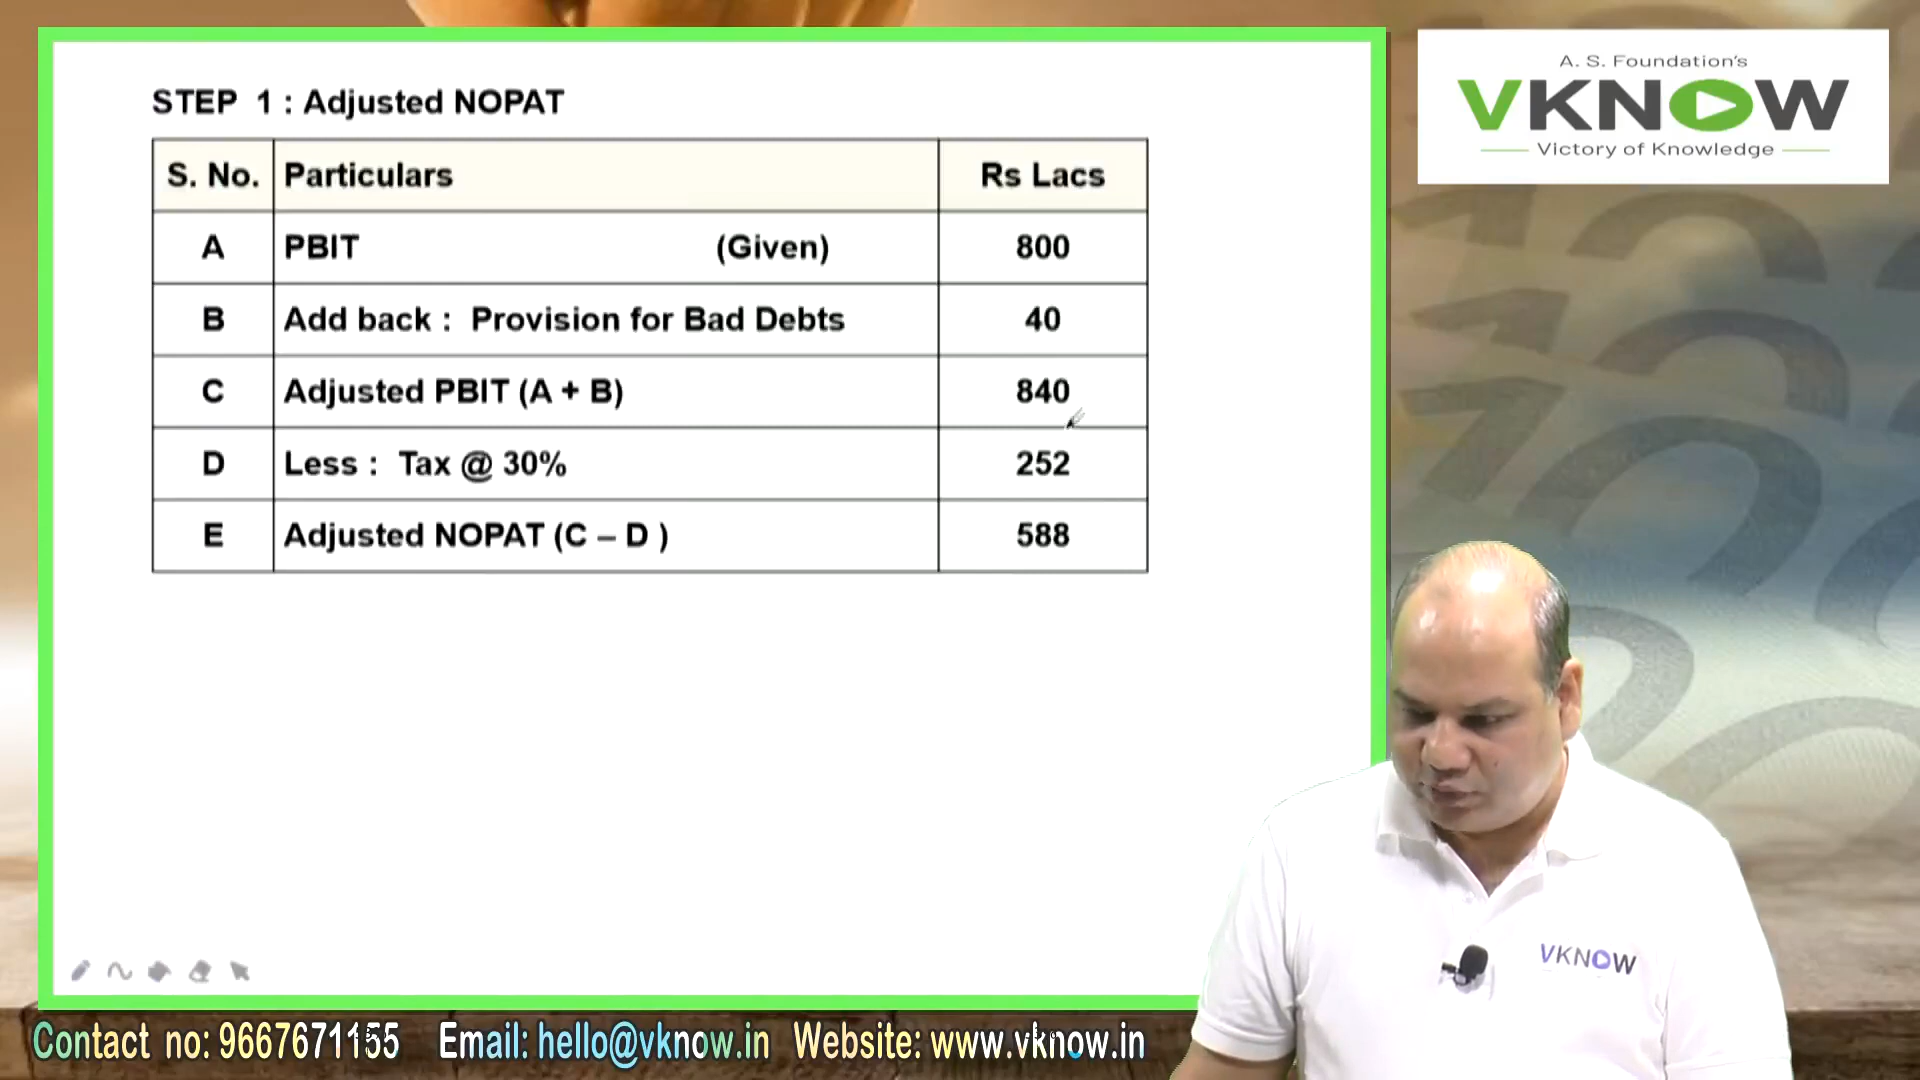 STEP 1 : Adjusted NOPAT
S. No. Particulars Rs Lacs
A PBIT (Given) 800
B Add back : Provision for Bad Debts 40
C Adjusted PBIT (A + B) 840
D Less : Tax @ 30% 252
E Adjusted NOPAT (C – D ) 588
A. S. Foundation's
VKNOW
Victory of Knowledge
VKNOW
Contact no: 9667671155 Email: hello@vknow.in Website: www.vknow.in